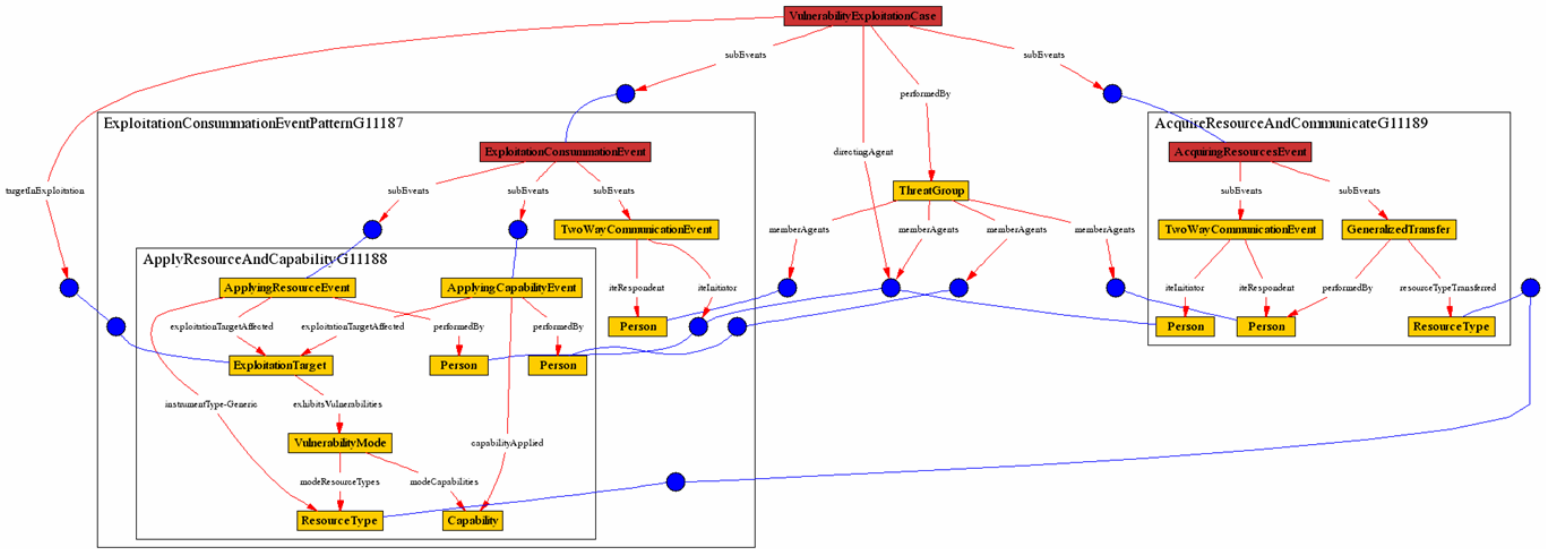 VulnerabilityExploitationCase
subEvents
subEvents
performedBy
ExploitationConsummationEventPatternG11187
AcquireResourceAndCommunicateG11189
ExploitationConsummationEvent
directingAgent
AcquiringResourcesEvent
targetInExploitation
subEvents
subEvents
subEvents
ThreatGroup
subEvents
subEvents
TwoWayCommunicationEvent
memberAgents
memberAgents
memberAgents
memberAgents
TwoWayCommunicationEvent
GeneralizedTransfer
ApplyResourceAndCapabilityG11188
ApplyingResourceEvent
ApplyingCapabilityEvent
iteRespondent
iteInitiator
iteInitiator
iteRespondent
performedBy
resourceTypeTransferred
exploitationTargetAffected
exploitationTargetAffected
performedBy
performedBy
Person
Person
Person
ResourceType
ExploitationTarget
Person
Person
instrumentType-Generic
exhibitsVulnerabilities
VulnerabilityMode
capabilityApplied
modeResourceTypes
modeCapabilities
ResourceType
Capability